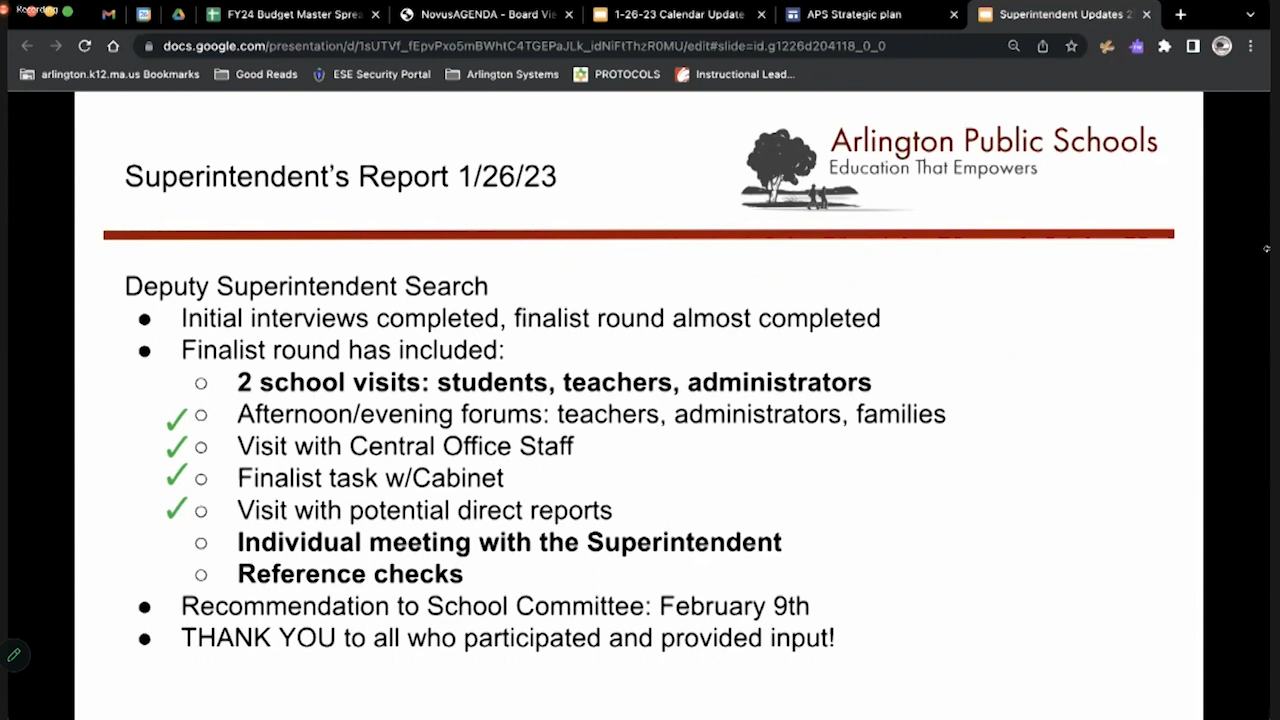 Recording
FY24 Budget Master Spre
NovusAGENDA - Board Vi
1-26-23 Calendar Update
APS Strategic plan
Superintendent Updates 2
docs.google.com/presentation/d/1sUTVf_fEpvPxo5mBWhtC4TGEPaJLk_idNiFtThzR0MU/edit#slide=id.g1226d204118_0_0
arlington.k12.ma.us Bookmarks
Good Reads
ESE Security Portal
Arlington Systems
PROTOCOLS
Instructional Lead...
Arlington Public Schools
Education That Empowers
Superintendent's Report 1/26/23
Deputy Superintendent Search
● Initial interviews completed, finalist round almost completed
● Finalist round has included:
○ 2 school visits: students, teachers, administrators
✓ ○ Afternoon/evening forums: teachers, administrators, families
✓ ○ Visit with Central Office Staff
✓ ○ Finalist task w/Cabinet
✓ ○ Visit with potential direct reports
○ Individual meeting with the Superintendent
○ Reference checks
● Recommendation to School Committee: February 9th
● THANK YOU to all who participated and provided input!